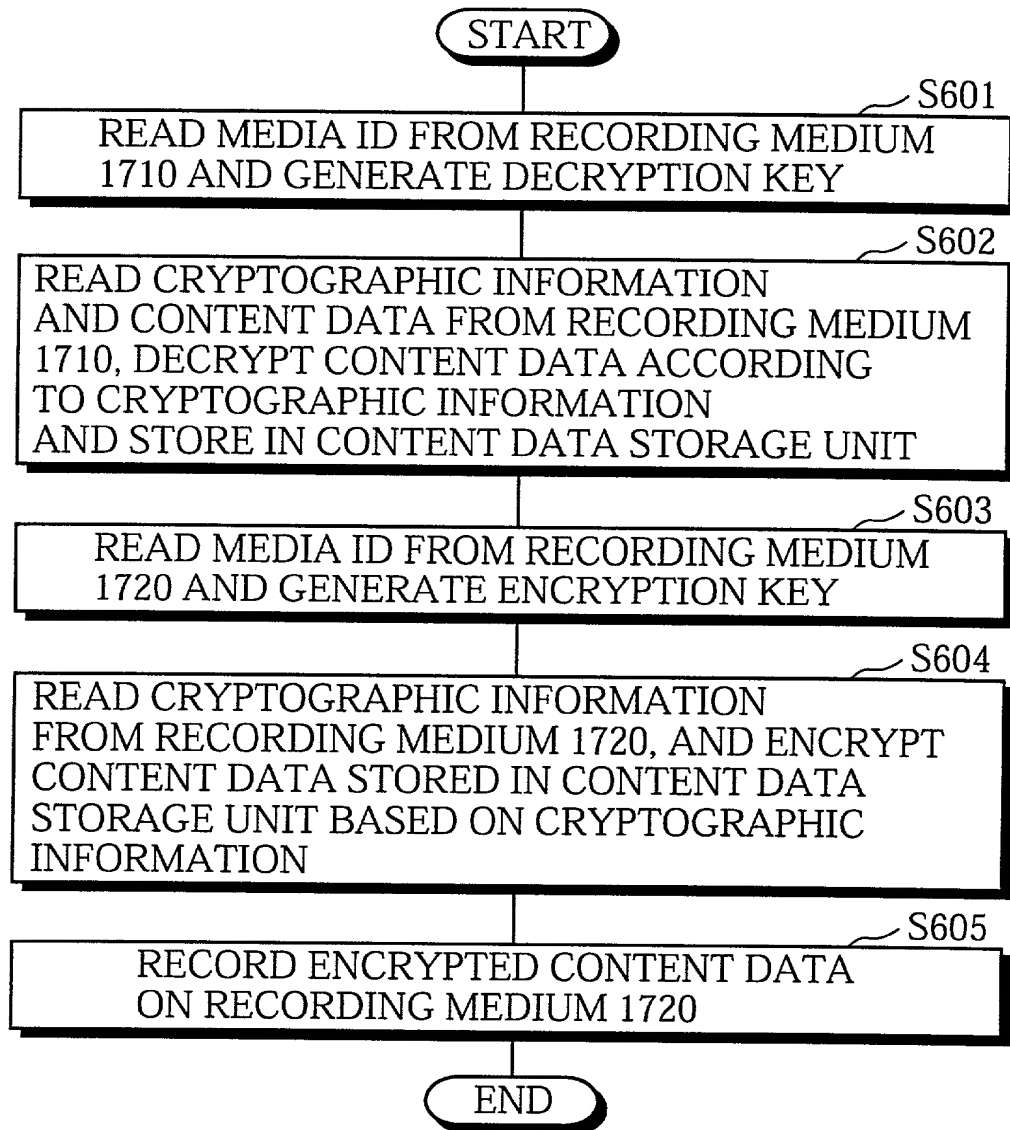 START
S601
READ MEDIA ID FROM RECORDING MEDIUM
1710 AND GENERATE DECRYPTION KEY
S602
READ CRYPTOGRAPHIC INFORMATION
AND CONTENT DATA FROM RECORDING MEDIUM
1710, DECRYPT CONTENT DATA ACCORDING
TO CRYPTOGRAPHIC INFORMATION
AND STORE IN CONTENT DATA STORAGE UNIT
S603
READ MEDIA ID FROM RECORDING MEDIUM
1720 AND GENERATE ENCRYPTION KEY
S604
READ CRYPTOGRAPHIC INFORMATION
FROM RECORDING MEDIUM 1720, AND ENCRYPT
CONTENT DATA STORED IN CONTENT DATA
STORAGE UNIT BASED ON CRYPTOGRAPHIC
INFORMATION
S605
RECORD ENCRYPTED CONTENT DATA
ON RECORDING MEDIUM 1720
END